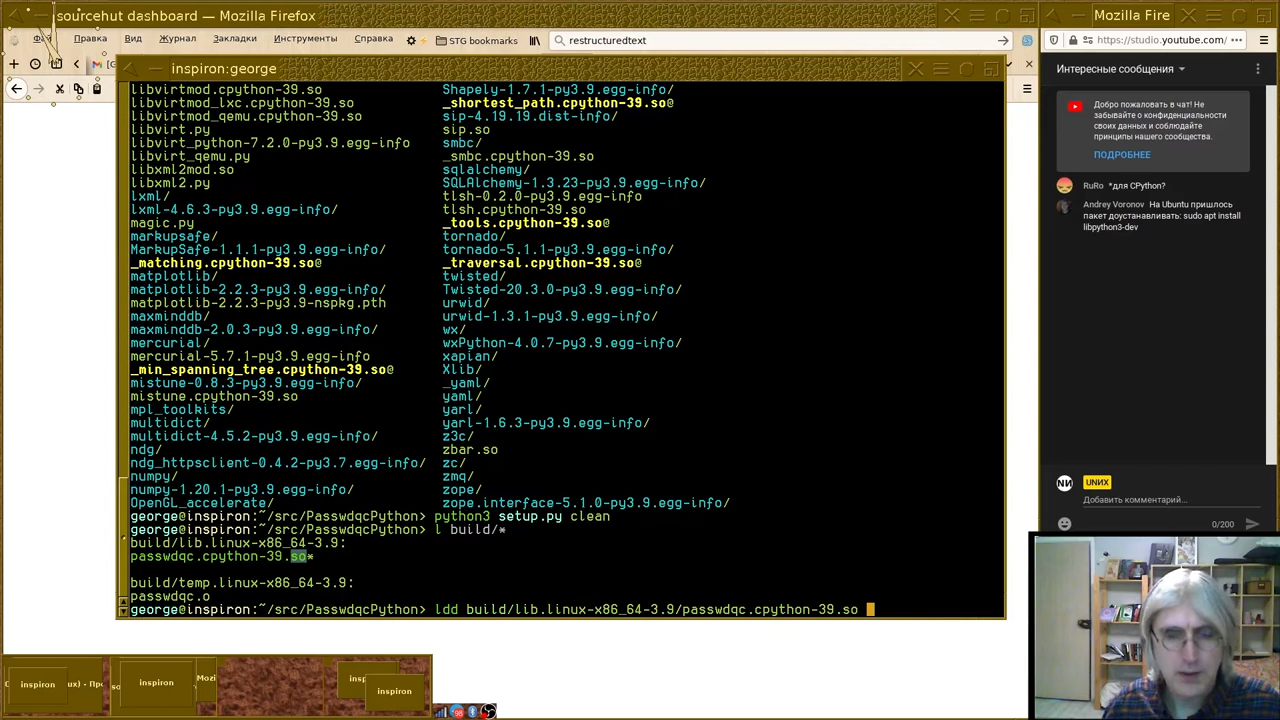 sourcehut dashboard — Mozilla Firefox
Mozilla Fire
Правка Вид Журнал Закладки Инструменты Справка
STG bookmarks
restructuredtext
https://studio.youtube.com/
inspiron:george
libvirtmod.cpython-39.so
libvirtmod_lxc.cpython-39.so
libvirtmod_qemu.cpython-39.so
libvirt.py
libvirt_python-7.2.0-py3.9.egg-info
libvirt_qemu.py
libxml2mod.so
libxml2.py
lxml/
lxml-4.6.3-py3.9.egg-info/
magic.py
markupsafe/
MarkupSafe-1.1.1-py3.9.egg-info/
_matching.cpython-39.so@
matplotlib/
matplotlib-2.2.3-py3.9.egg-info/
matplotlib-2.2.3-py3.9-nspkg.pth
maxminddb/
maxminddb-2.0.3-py3.9.egg-info/
mercurial/
mercurial-5.7.1-py3.9.egg-info
_min_spanning_tree.cpython-39.so@
mistune-0.8.3-py3.9.egg-info/
mistune.cpython-39.so
mpl_toolkits/
multidict/
multidict-4.5.2-py3.9.egg-info/
ndg/
ndg_httpsclient-0.4.2-py3.7.egg-info/
numpy/
numpy-1.20.1-py3.9.egg-info/
OpenGL_accelerate/
Shapely-1.7.1-py3.9.egg-info/
_shortest_path.cpython-39.so@
sip-4.19.19.dist-info/
sip.so
smbc/
_smbc.cpython-39.so
sqlalchemy/
SQLAlchemy-1.3.23-py3.9.egg-info/
tlsh-0.2.0-py3.9.egg-info
tlsh.cpython-39.so
_tools.cpython-39.so@
tornado/
tornado-5.1.1-py3.9.egg-info/
_traversal.cpython-39.so@
twisted/
Twisted-20.3.0-py3.9.egg-info/
urwid/
urwid-1.3.1-py3.9.egg-info/
wx/
wxPython-4.0.7-py3.9.egg-info/
xapian/
Xlib/
_yaml/
yaml/
yarl/
yarl-1.6.3-py3.9.egg-info/
z3c/
zbar.so
zc/
zmq/
zope/
zope.interface-5.1.0-py3.9.egg-info/
george@inspiron:~/src/PasswdqcPython> python3 setup.py clean
george@inspiron:~/src/PasswdqcPython> l build/*
build/lib.linux-x86_64-3.9:
passwdqc.cpython-39.so*
build/temp.linux-x86_64-3.9:
passwdqc.o
george@inspiron:~/src/PasswdqcPython> ldd build/lib.linux-x86_64-3.9/passwdqc.cpython-39.so
Интересные сообщения
Добро пожаловать в чат! Не
забывайте о конфиденциальности
своих данных и соблюдайте
принципы нашего сообщества.
ПОДРОБНЕЕ
RuRo *для CPython?
Andrey Voronov На Ubuntu пришлось
пакет доустанавливать: sudo apt install
libpython3-dev
UNIX
Добавить комментарий...
0/200
inspiron
inspiron
inspiron
98